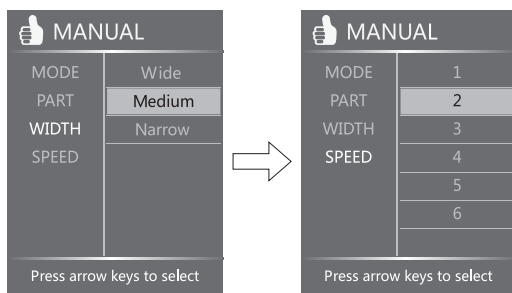 MANUAL
MODE
PART
WIDTH
SPEED
Wide
Medium
Narrow
Press arrow keys to select
MANUAL
MODE
PART
WIDTH
SPEED
1
2
3
4
5
6
Press arrow keys to select